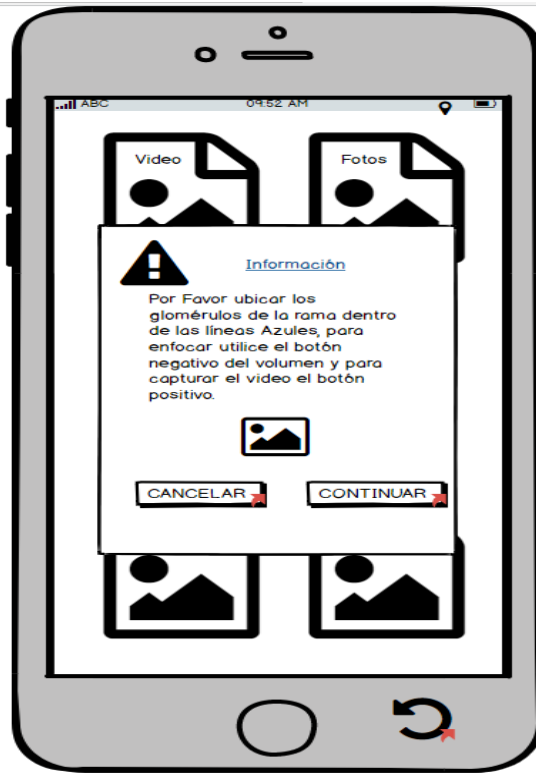 ABC 09:52 AM
Video Fotos
Información
Por Favor ubicar los
glomérulos de la rama dentro
de las líneas Azules, para
enfocar utilice el botón
negativo del volumen y para
capturar el video el botón
positivo.
CANCELAR CONTINUAR